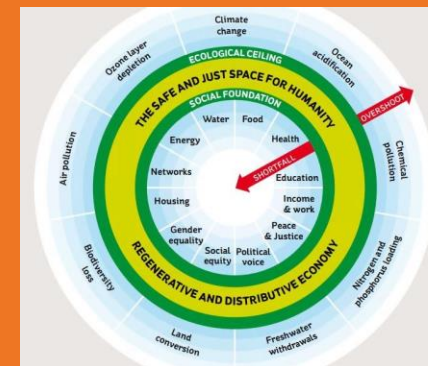 Climate
change
Ocean
acidification
Chemical
pollution
Nitrogen and
phosphorus loading
Freshwater
withdrawals
Land
conversion
Biodiversity
loss
Air pollution
Ozone layer
depletion
OVERSHOOT
ECOLOGICAL CEILING
THE SAFE AND JUST SPACE FOR HUMANITY
SOCIAL FOUNDATION
Water
Food
Health
Education
Income
& work
Peace
& Justice
Political
voice
Social
equity
Gender
equality
Housing
Networks
Energy
SHORTFALL
REGENERATIVE AND DISTRIBUTIVE ECONOMY